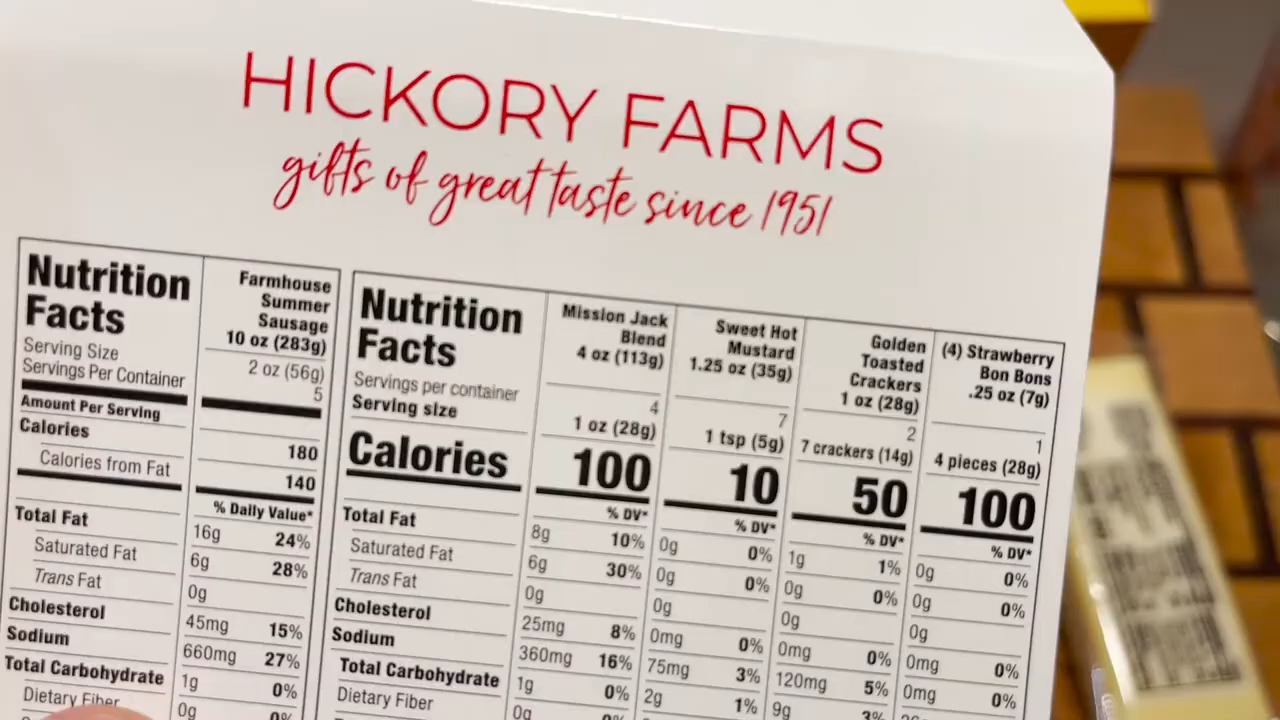 HICKORY FARMS
gifts of great taste since 1951
Nutrition Facts
Farmhouse Summer Sausage 10 oz (283g)
Serving Size 2 oz (56g)
Servings Per Container 5
Amount Per Serving
Calories 180
Calories from Fat 140
% Daily Value*
Total Fat 16g 24%
Saturated Fat 6g 28%
Trans Fat 0g
Cholesterol 45mg 15%
Sodium 660mg 27%
Total Carbohydrate 1g 0%
Dietary Fiber 0g 0%
Nutrition Facts
Mission Jack Blend 4 oz (113g)
Sweet Hot Mustard 1.25 oz (35g)
Golden Toasted Crackers 1 oz (28g)
(4) Strawberry Bon Bons .25 oz (7g)
Servings per container 4 7 2 1
Serving size 1 oz (28g) 1 tsp (5g) 7 crackers (14g) 4 pieces (28g)
Calories 100 10 50 100
% DV* % DV* % DV* % DV*
Total Fat 8g 10% 0g 0% 1g 1% 0g 0%
Saturated Fat 6g 30% 0g 0% 0g 0% 0g 0%
Trans Fat 0g 0g 0g 0g
Cholesterol 25mg 8% 0mg 0% 0mg 0% 0mg 0%
Sodium 360mg 16% 75mg 3% 120mg 5% 0mg 0%
Total Carbohydrate 1g 0% 2g 1% 9g 3%
Dietary Fiber 0g